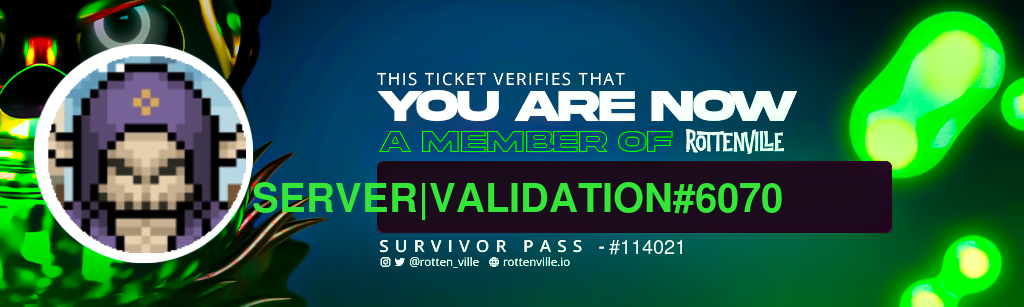 THIS TICKET VERIFIES THAT
YOU ARE NOW
A MEMBER OF ROTTENVILLE
SERVER|VALIDATION#6070
SURVIVOR PASS - #114021
@rotten_ville rottenville.io